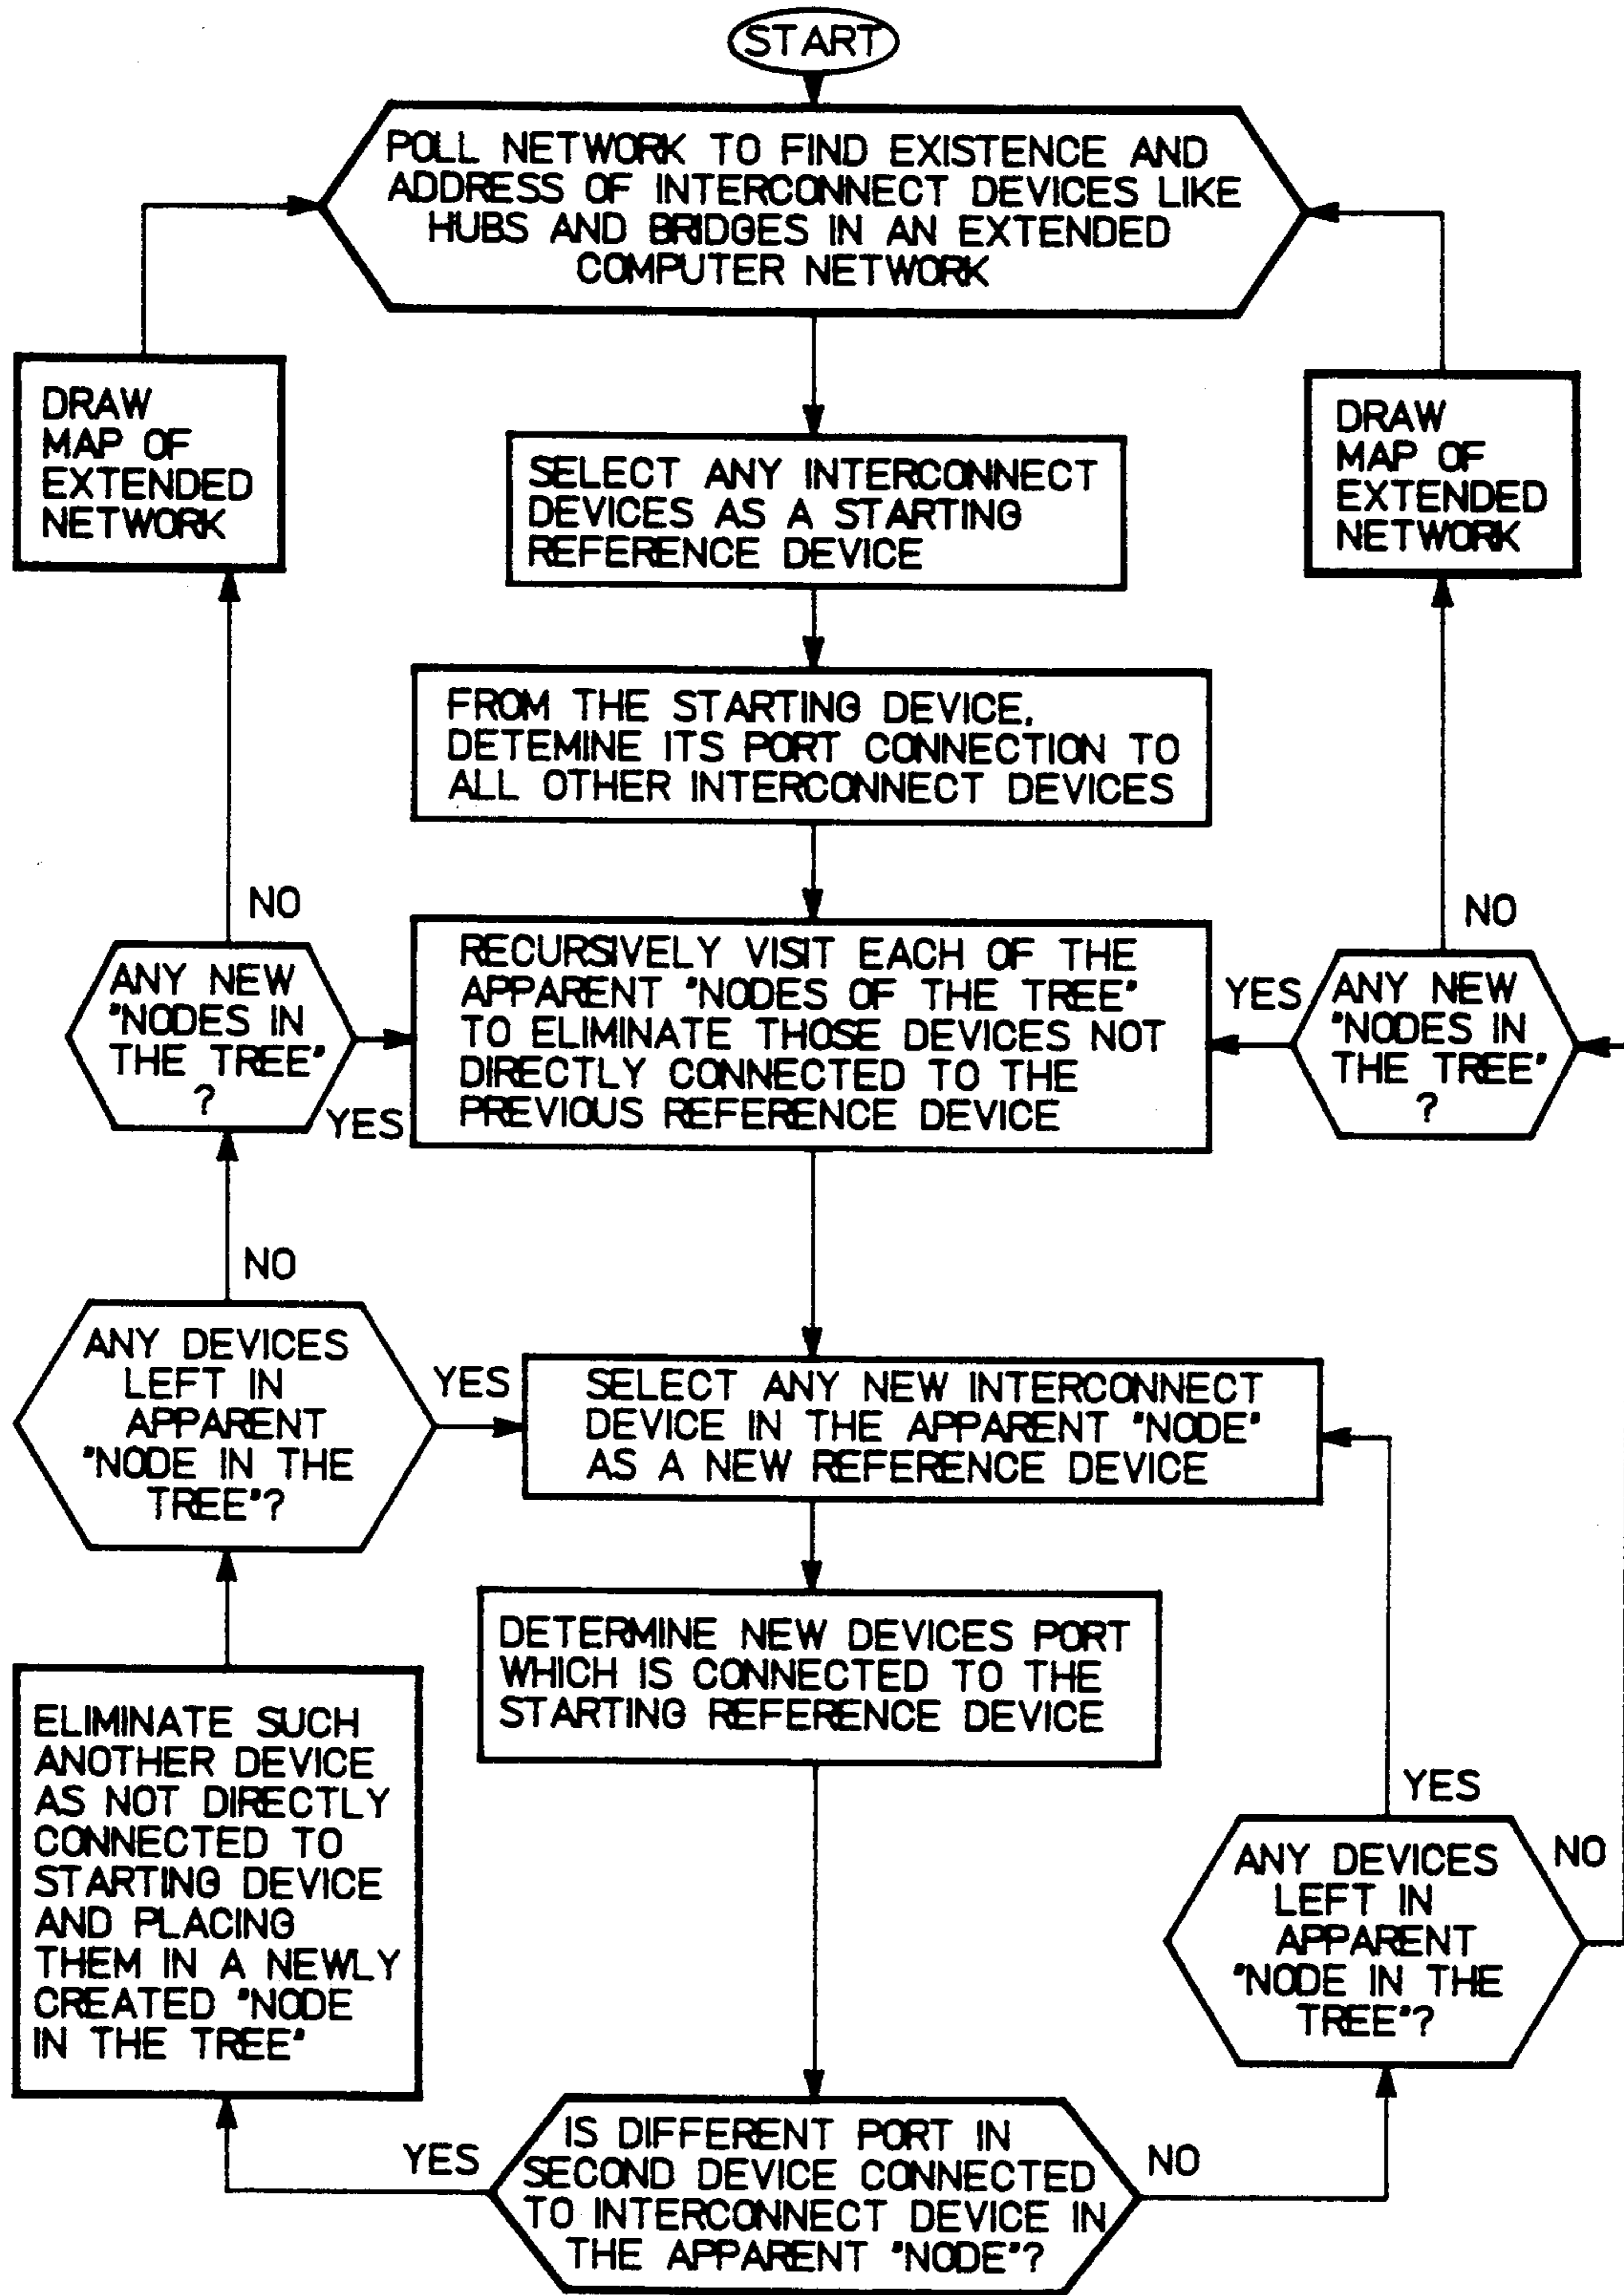 START
POLL NETWORK TO FIND EXISTENCE AND
ADDRESS OF INTERCONNECT DEVICES LIKE
HUBS AND BRIDGES IN AN EXTENDED
COMPUTER NETWORK
DRAW
MAP OF
EXTENDED
NETWORK
DRAW
MAP OF
EXTENDED
NETWORK
SELECT ANY INTERCONNECT
DEVICES AS A STARTING
REFERENCE DEVICE
FROM THE STARTING DEVICE,
DETEMINE ITS PORT CONNECTION TO
ALL OTHER INTERCONNECT DEVICES
NO
NO
ANY NEW
"NODES IN
THE TREE"
?
YES
RECURSIVELY VISIT EACH OF THE
APPARENT "NODES OF THE TREE"
TO ELIMINATE THOSE DEVICES NOT
DIRECTLY CONNECTED TO THE
PREVIOUS REFERENCE DEVICE
YES
ANY NEW
"NODES IN
THE TREE"
?
NO
ANY DEVICES
LEFT IN
APPARENT
"NODE IN THE
TREE"?
YES
SELECT ANY NEW INTERCONNECT
DEVICE IN THE APPARENT "NODE"
AS A NEW REFERENCE DEVICE
DETERMINE NEW DEVICES PORT
WHICH IS CONNECTED TO THE
STARTING REFERENCE DEVICE
ELIMINATE SUCH
ANOTHER DEVICE
AS NOT DIRECTLY
CONNECTED TO
STARTING DEVICE
AND PLACING
THEM IN A NEWLY
CREATED "NODE
IN THE TREE"
YES
NO
ANY DEVICES
LEFT IN
APPARENT
"NODE IN THE
TREE"?
YES
IS DIFFERENT PORT IN
SECOND DEVICE CONNECTED
TO INTERCONNECT DEVICE IN
THE APPARENT "NODE"?
NO